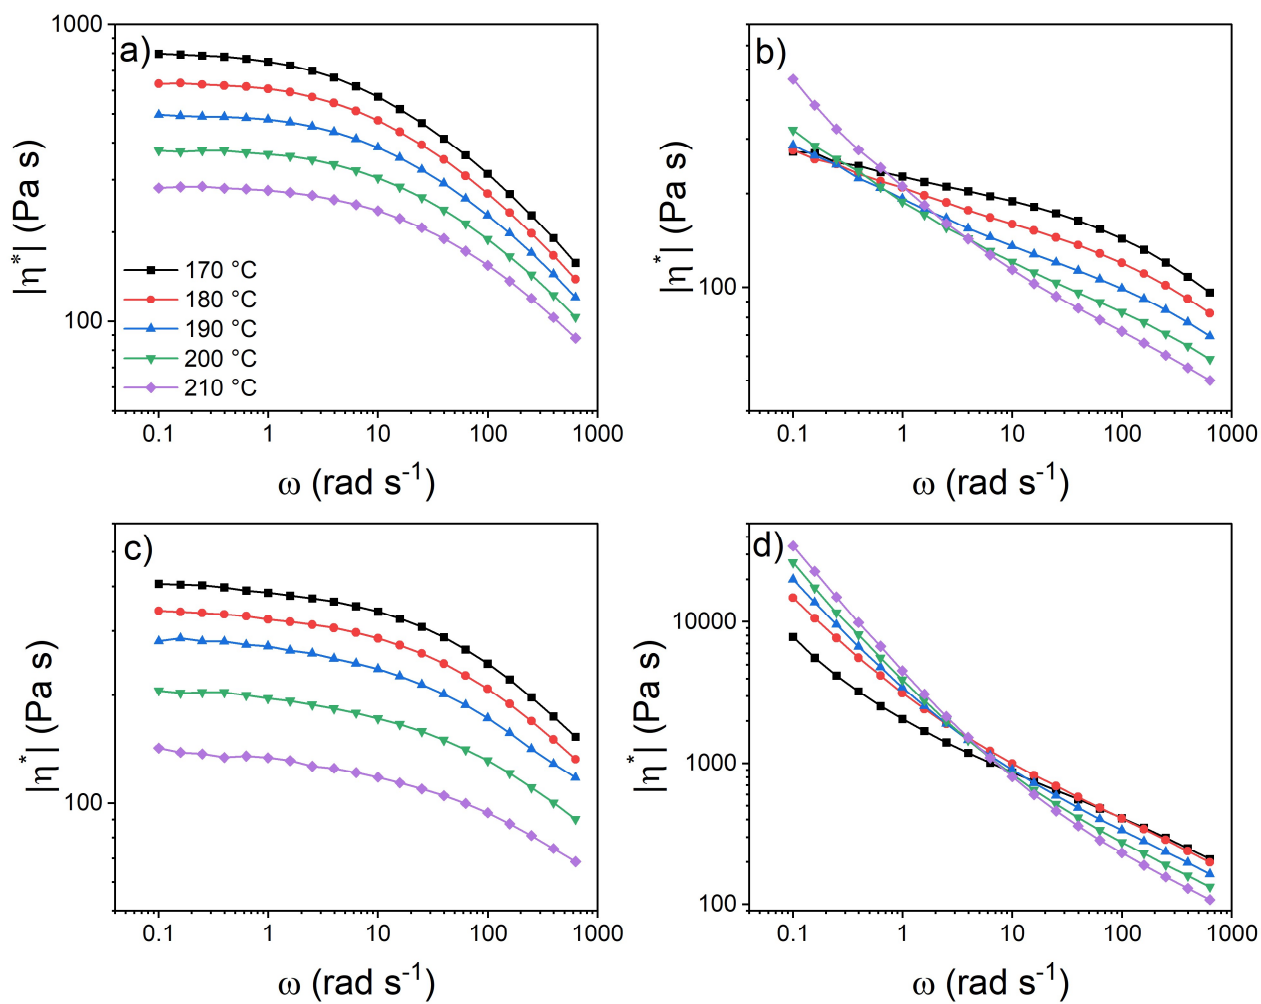 a)
1000
100
|η*| (Pa s)
170 °C
180 °C
190 °C
200 °C
210 °C
0.1 1 10 100 1000
ω (rad s-1)
b)
100
|η*| (Pa s)
0.1 1 10 100 1000
ω (rad s-1)
c)
100
|η*| (Pa s)
0.1 1 10 100 1000
ω (rad s-1)
d)
10000
1000
100
|η*| (Pa s)
0.1 1 10 100 1000
ω (rad s-1)